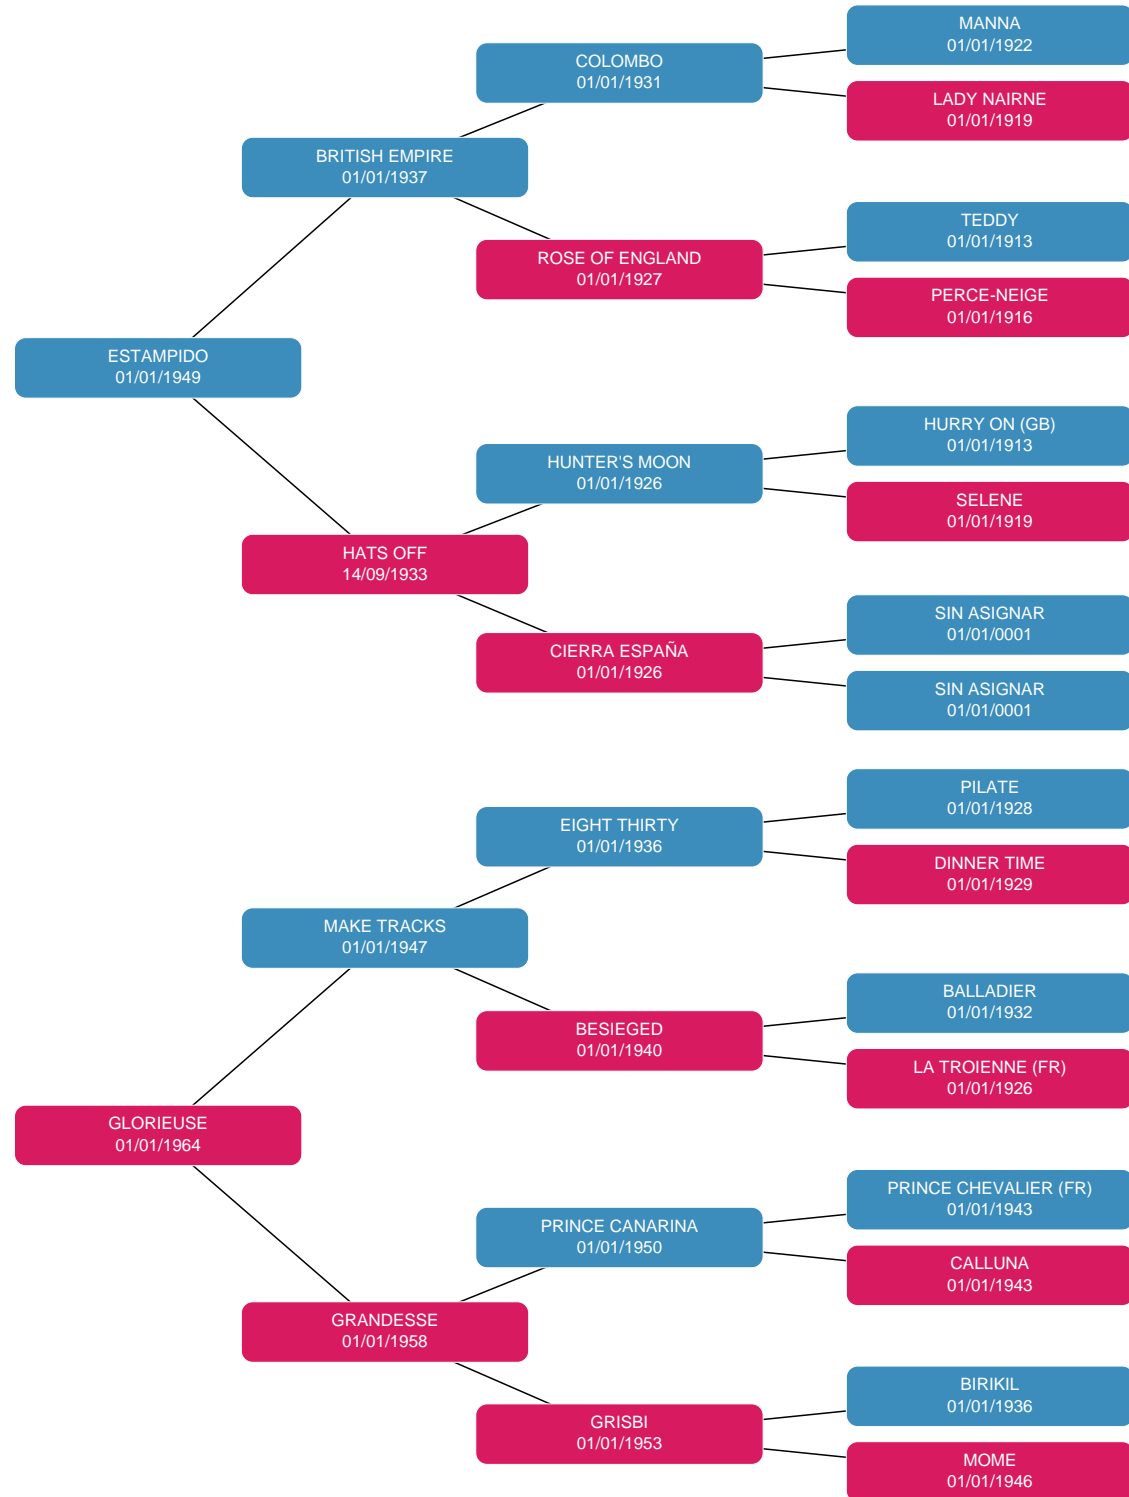 MANNA
01/01/1922
COLOMBO
01/01/1931
LADY NAIRNE
01/01/1919
BRITISH EMPIRE
01/01/1937
TEDDY
01/01/1913
ROSE OF ENGLAND
01/01/1927
PERCE-NEIGE
01/01/1916
ESTAMPIDO
01/01/1949
HURRY ON (GB)
01/01/1913
HUNTER'S MOON
01/01/1926
SELENE
01/01/1919
HATS OFF
14/09/1933
SIN ASIGNAR
01/01/0001
CIERRA ESPAÑA
01/01/1926
SIN ASIGNAR
01/01/0001
PILATE
01/01/1928
EIGHT THIRTY
01/01/1936
DINNER TIME
01/01/1929
MAKE TRACKS
01/01/1947
BALLADIER
01/01/1932
BESIEGED
01/01/1940
LA TROIENNE (FR)
01/01/1926
GLORIEUSE
01/01/1964
PRINCE CHEVALIER (FR)
01/01/1943
PRINCE CANARINA
01/01/1950
CALLUNA
01/01/1943
GRANDESSE
01/01/1958
BIRIKIL
01/01/1936
GRISBI
01/01/1953
MOME
01/01/1946